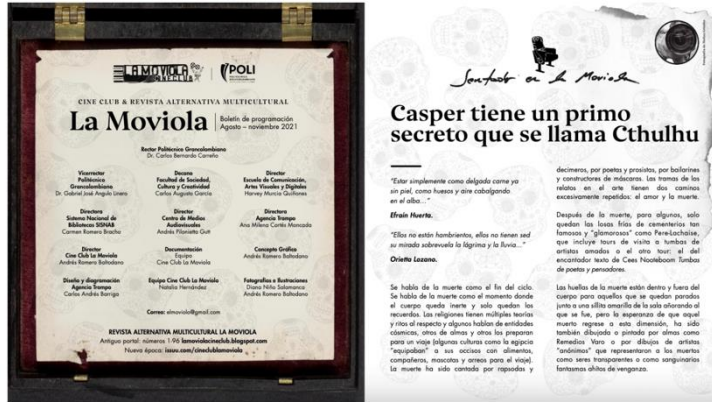 LA MOVIOLA
CINECLUB
POLI
CINE CLUB & REVISTA ALTERNATIVA MULTICULTURAL
La Moviola
Boletín de programación
Agosto – noviembre 2021
Rector Politécnico Grancolombiano
Dr. Carlos Bernardo Carreño
Vicerrector
Politécnico
Grancolombiano
Dr. Gabriel José Angulo Linero
Decano
Facultad de Sociedad,
Cultura y Creatividad
Carlos Augusto García
Director
Escuela de Comunicación,
Artes Visuales y Digitales
Harvey Murcia Quiñones
Directora
Sistema Nacional de
Bibliotecas SISNAB
Carmen Romero Bracho
Director
Centro de Medios
Audiovisuales
Andrés Pilonieta Gutt
Directora
Agencia Trampo
Ana Milena Cortés Moncada
Director
Cine Club La Moviola
Andrés Romero Baltodano
Documentación
Equipo
Cine Club La Moviola
Concepto Gráfico
Andrés Romero Baltodano
Diseño y diagramación
Agencia Trampo
Carlos Andrés Barriga
Equipo Cine Club La Moviola
Natalia Hernández
Fotografías e Ilustraciones
Diana Niño Salamanca
Andrés Romero Baltodano
Correo: elmoviola@gmail.com
REVISTA ALTERNATIVA MULTICULTURAL LA MOVIOLA
Antiguo portal: números 1-96 lamoviolacineclub.blogspot.com
Nueva época: issuu.com/cineclublamoviola
Sentado en la Moviola
Casper tiene un primo
secreto que se llama Cthulhu
"Estar simplemente como delgada carne ya
sin piel, como huesos y aire cabalgando
en el alba..."
Efraín Huerta.
"Ellos no están hambrientos, ellos no tienen sed
su mirada sobrevuela la lágrima y la lluvia..."
Orietta Lozano.
Se habla de la muerte como el fin del ciclo.
Se habla de la muerte como el momento donde
el cuerpo queda inerte y solo quedan los
recuerdos. Las religiones tienen múltiples teorías
y ritos al respecto y algunos hablan de entidades
cósmicas, otros de almas y otros los preparan
para un viaje (algunas culturas como la egipcia
"equipaban" a sus occisos con alimentos,
compañeros, mascotas y arreos para el viaje).
La muerte ha sido cantada por rapsodas y
decimeros, por poetas y prosistas, por bailarines
y constructores de máscaras. Las tramas de los
relatos en el arte tienen dos caminos
excesivamente repetidos: el amor y la muerte.
Después de la muerte, para algunos, solo
quedan las losas frías de cementerios tan
famosos y "glamorosos" como Pere-Lachaise,
que incluye tours de visita a tumbas de
artistas amados o el otro tour: el del
encantador texto de Cees Nooteboom Tumbas
de poetas y pensadores.
Las huellas de la muerte están dentro y fuera del
cuerpo para aquellos que se quedan parados
junto a una sillita amarilla de la sala añorando al
que se fue, pero la esperanza de que aquel
muerto regrese a esta dimensión, ha sido
también dibujada o pintada por almas como
Remedios Varo o por dibujos de artistas
"anónimos" que representaron a los muertos
como seres transparentes o como sanguinarios
fantasmas ahítos de venganza.